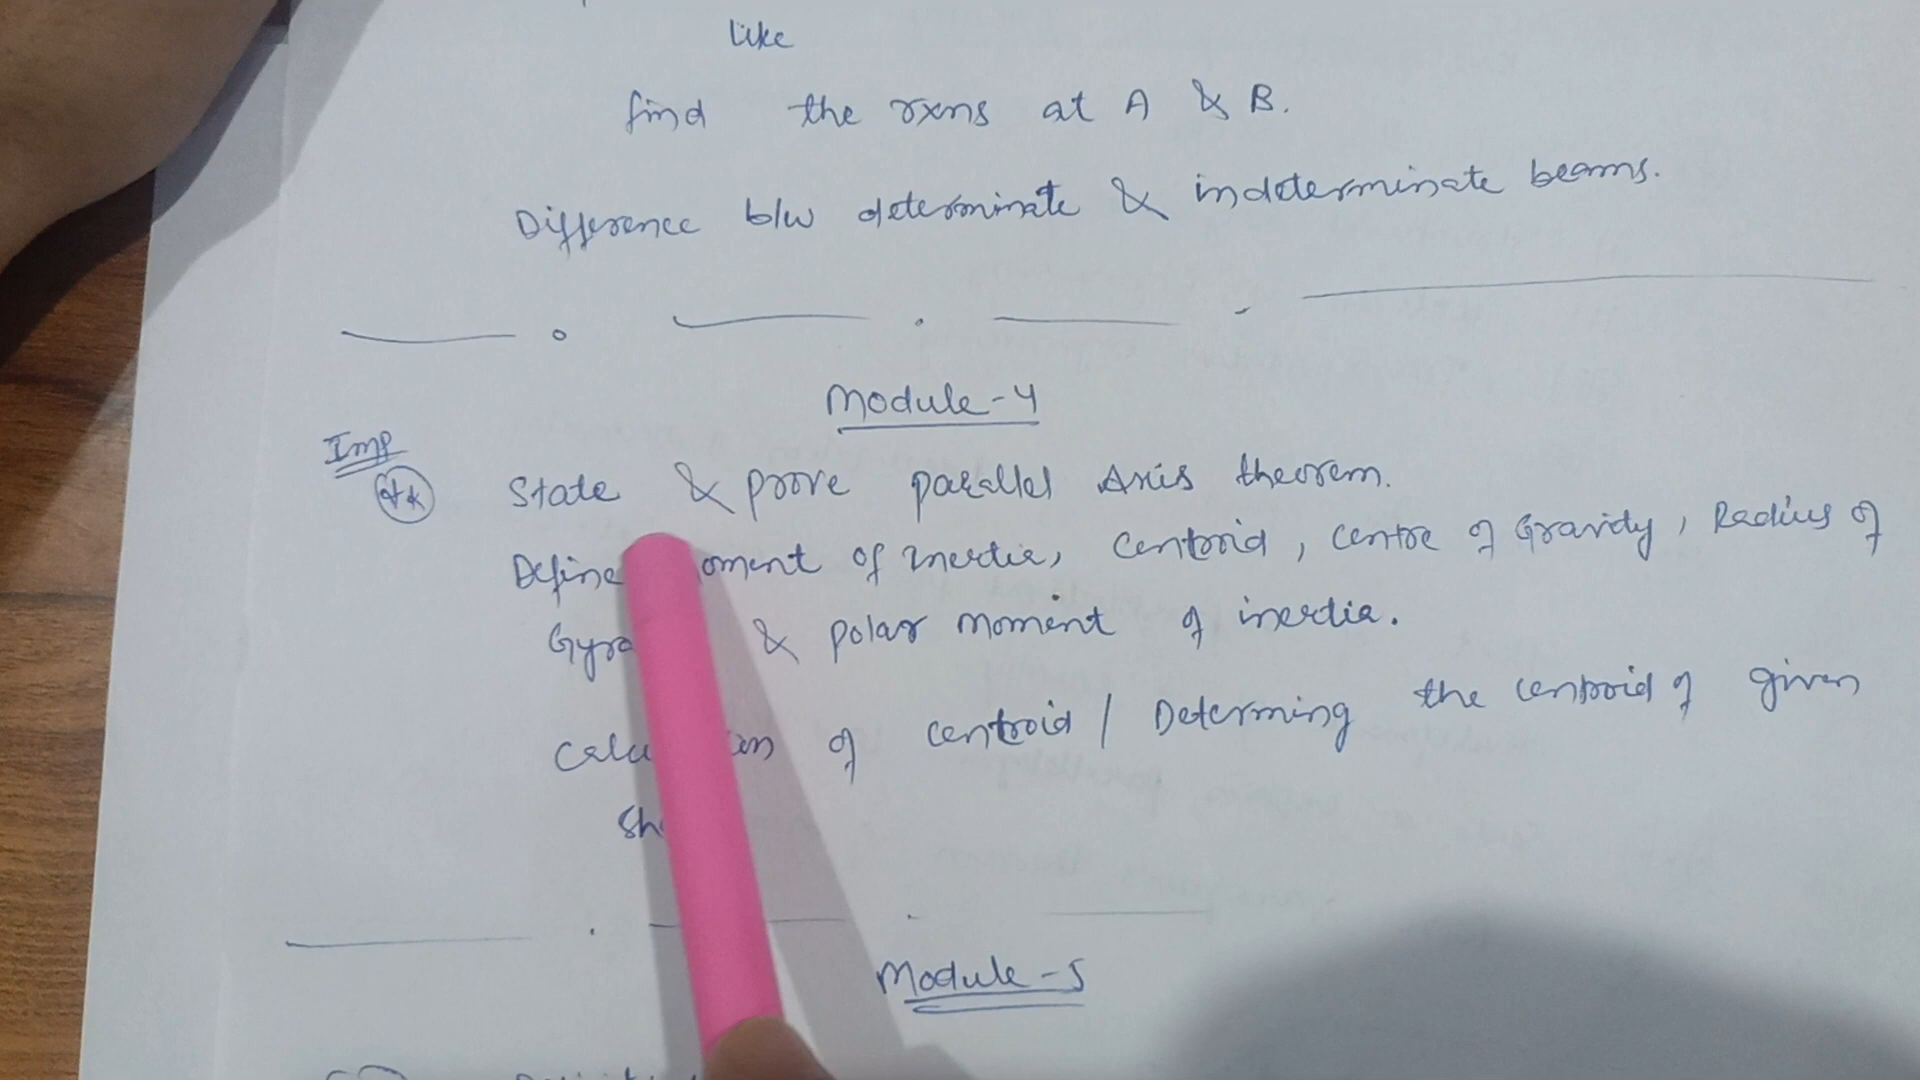 like
find the rxns at A & B.
Difference b/w determinate & indeterminate beams.
Module-4
Imp
State & prove parallel Axis theorem.
Define oment of inertia, centroid, centre of Gravity, Radius of
Gyra & polar moment of inertia.
Calu on of centroid / Determing the centroid of given
Sh
Module-5